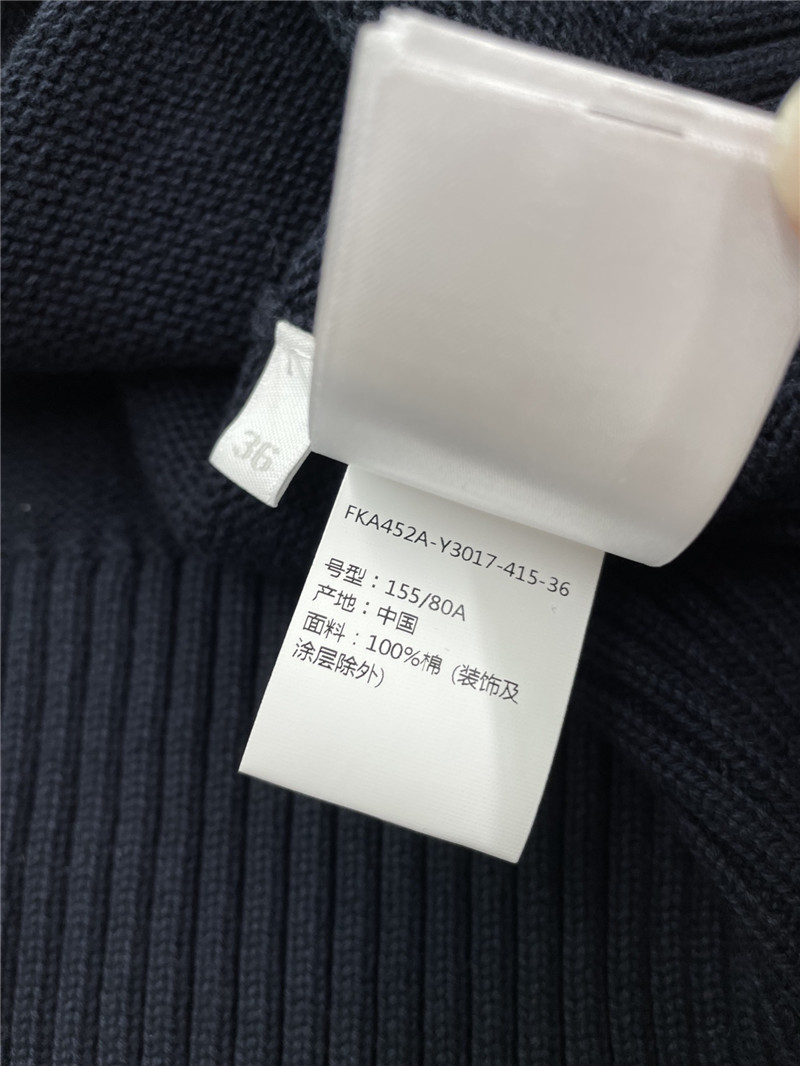 36
FKA452A-Y3017-415-36
号型：155/80A
产地：中国
面料：100%棉 (装饰及
涂层除外)